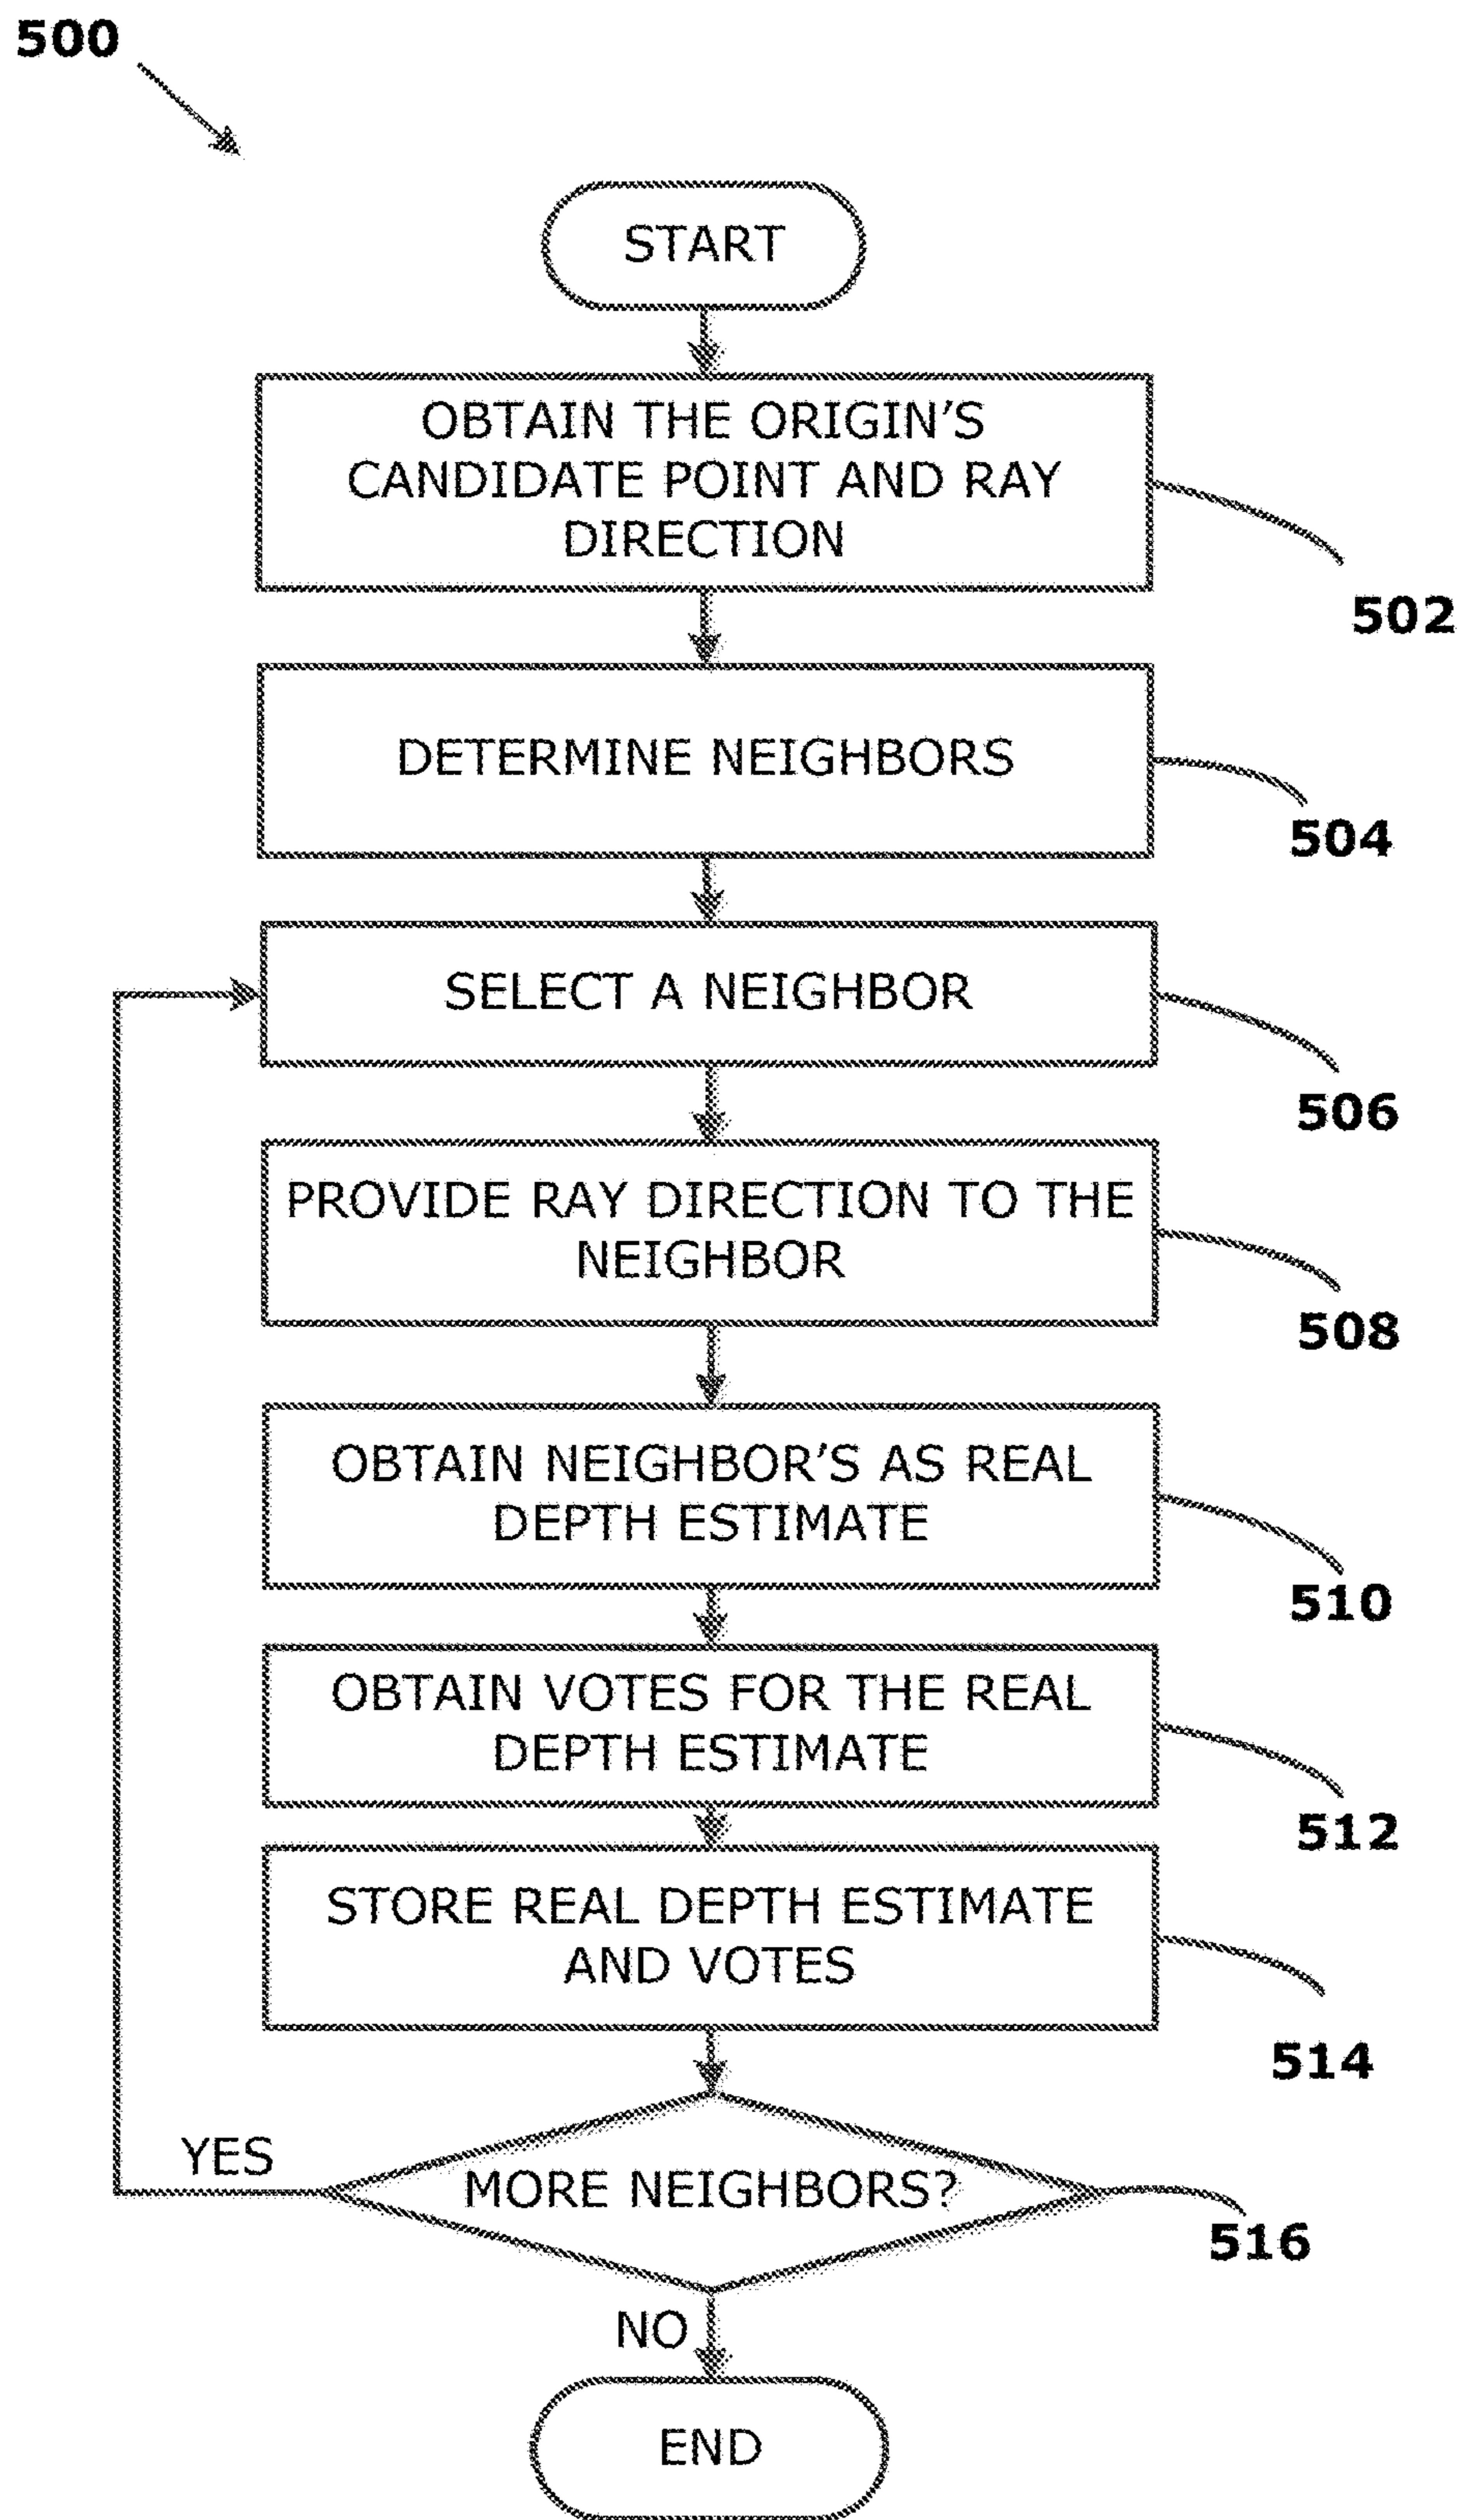 500
START
OBTAIN THE ORIGIN'S
CANDIDATE POINT AND RAY
DIRECTION
502
DETERMINE NEIGHBORS
504
SELECT A NEIGHBOR
506
PROVIDE RAY DIRECTION TO THE
NEIGHBOR
508
OBTAIN NEIGHBOR'S AS REAL
DEPTH ESTIMATE
510
OBTAIN VOTES FOR THE REAL
DEPTH ESTIMATE
512
STORE REAL DEPTH ESTIMATE
AND VOTES
514
YES
MORE NEIGHBORS?
516
NO
END